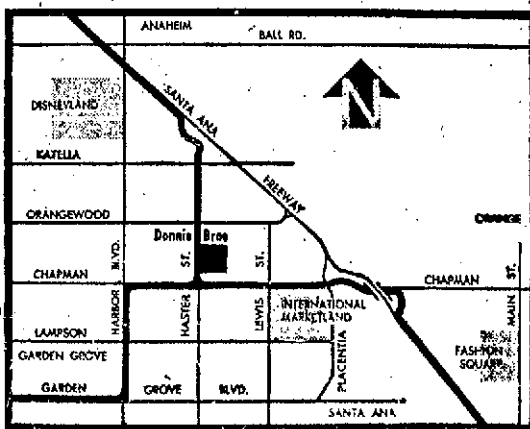 ANAHEIM
BALL RD.
DISNEYLAND
SANTA ANA
FREEWAY
N
KATELLA
ORANGEWOOD
ORANGE
Donnie Brae
CHAPMAN
HARBOR BLVD.
HASTER ST.
LEWIS ST.
CHAPMAN
MAIN ST.
INTERNATIONAL
MARKETLAND
LAMPSON
GARDEN GROVE
PLACENTIA
FASHION
SQUARE
GARDEN GROVE BLVD.
SANTA ANA